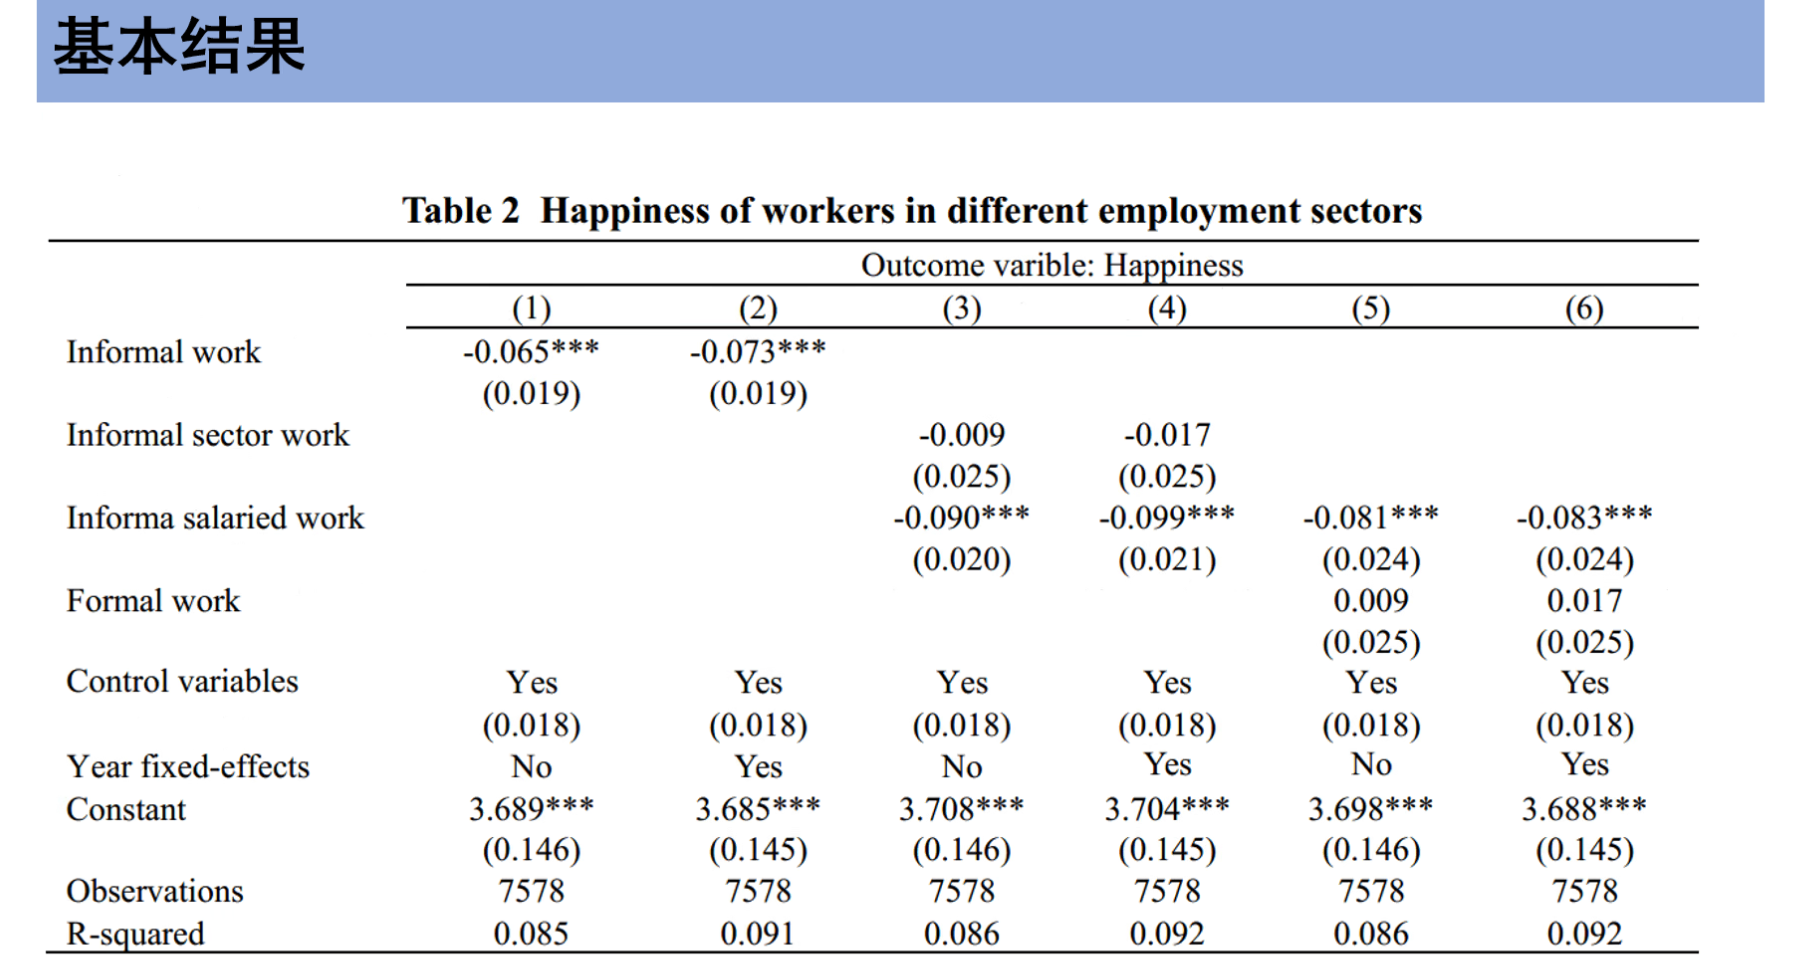 基本结果
Table 2 Happiness of workers in different employment sectors
Outcome varible: Happiness
(1) (2) (3) (4) (5) (6)
Informal work -0.065*** -0.073***
(0.019) (0.019)
Informal sector work -0.009 -0.017
(0.025) (0.025)
Informa salaried work -0.090*** -0.099*** -0.081*** -0.083***
(0.020) (0.021) (0.024) (0.024)
Formal work 0.009 0.017
(0.025) (0.025)
Control variables Yes Yes Yes Yes Yes Yes
(0.018) (0.018) (0.018) (0.018) (0.018) (0.018)
Year fixed-effects No Yes No Yes No Yes
Constant 3.689*** 3.685*** 3.708*** 3.704*** 3.698*** 3.688***
(0.146) (0.145) (0.146) (0.145) (0.146) (0.145)
Observations 7578 7578 7578 7578 7578 7578
R-squared 0.085 0.091 0.086 0.092 0.086 0.092